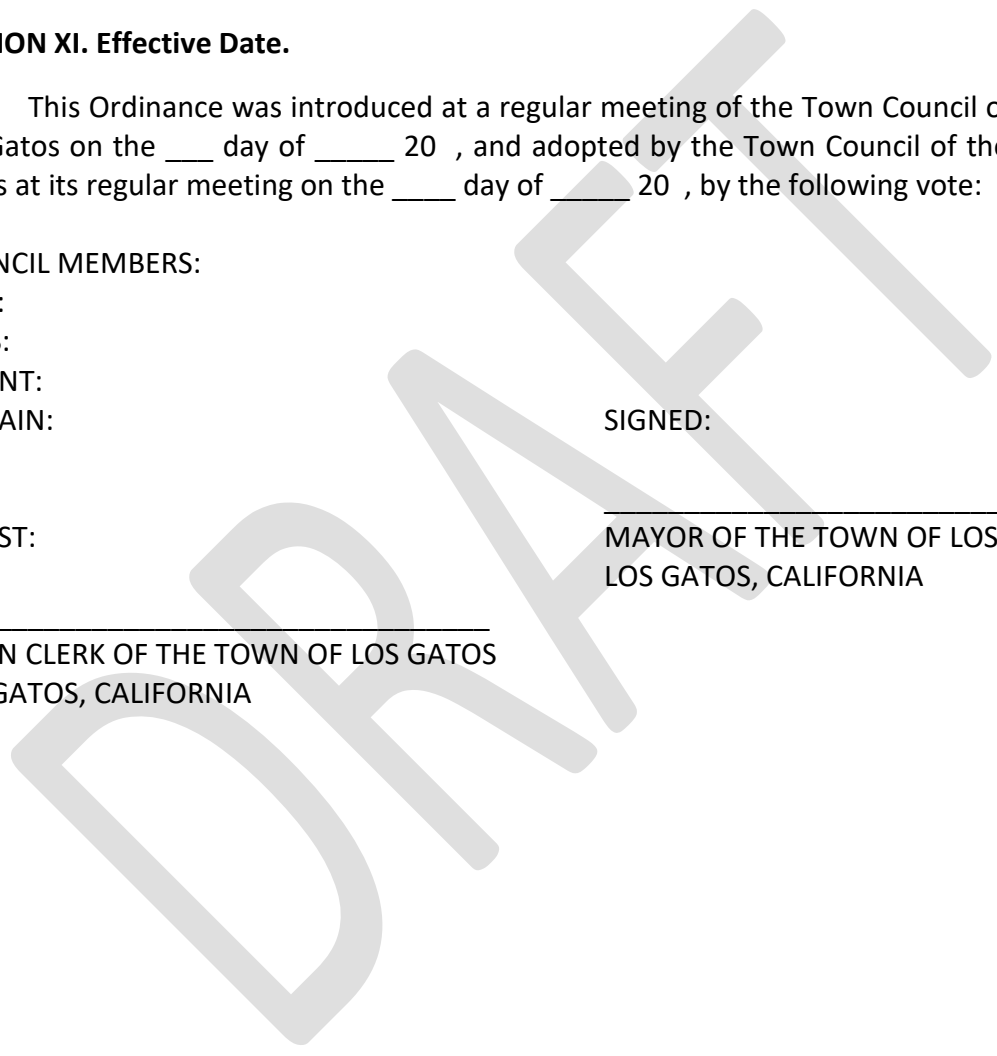 ION XI. Effective Date.
This Ordinance was introduced at a regular meeting of the Town Council o
Gatos on the ___ day of _____ 20 , and adopted by the Town Council of the
s at its regular meeting on the ____ day of _____ 20 , by the following vote:
NCIL MEMBERS:
:
:
NT:
AIN:
SIGNED:
ST:
MAYOR OF THE TOWN OF LOS
LOS GATOS, CALIFORNIA
N CLERK OF THE TOWN OF LOS GATOS
GATOS, CALIFORNIA
DRAFT